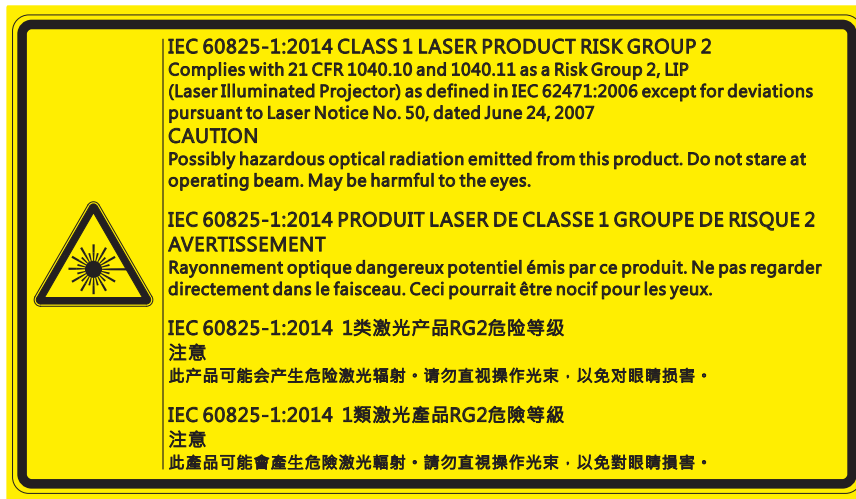 IEC 60825-1:2014 CLASS 1 LASER PRODUCT RISK GROUP 2
Complies with 21 CFR 1040.10 and 1040.11 as a Risk Group 2, LIP
(Laser Illuminated Projector) as defined in IEC 62471:2006 except for deviations
pursuant to Laser Notice No. 50, dated June 24, 2007
CAUTION
Possibly hazardous optical radiation emitted from this product. Do not stare at
operating beam. May be harmful to the eyes.
IEC 60825-1:2014 PRODUIT LASER DE CLASSE 1 GROUPE DE RISQUE 2
AVERTISSEMENT
Rayonnement optique dangereux potentiel émis par ce produit. Ne pas regarder
directement dans le faisceau. Ceci pourrait être nocif pour les yeux.
IEC 60825-1:2014 1类激光产品RG2危险等级
注意
此产品可能会产生危险激光辐射。请勿直视操作光束，以免对眼睛损害。
IEC 60825-1:2014 1類激光產品RG2危險等級
注意
此產品可能會產生危險激光輻射。請勿直視操作光束，以免對眼睛損害。